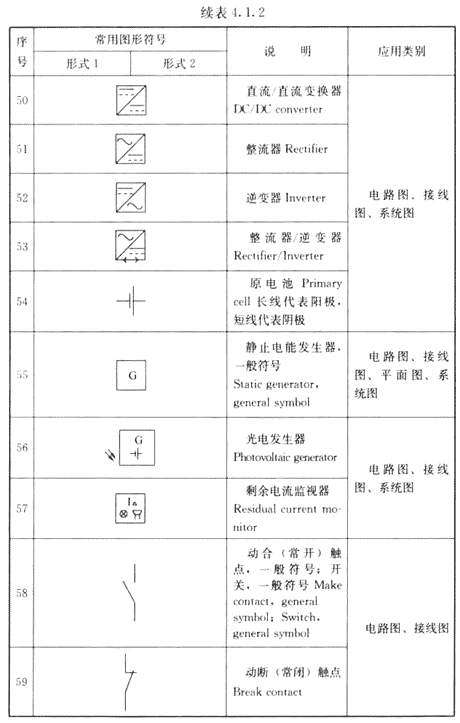 续表4.1.2
序号
常用图形符号
形式1
形式2
说 明
应用类别
50
直流/直流变换器
DC/DC converter
51
整流器 Rectifier
52
逆变器 Inverter
53
整流器/逆变器
Rectifier/Inverter
54
原电池 Primary
cell 长线代表阳极，
短线代表阴极
电路图、接线
图、系统图
55
G
静止电能发生器，
一般符号
Static generator，
general symbol
电路图、接线
图、平面图、系
统图
56
G
光电发生器
Photovoltaic generator
57
剩余电流监视器
Residual current mo-
nitor
电路图、接线
图、系统图
58
动合（常开）触
点，一般符号；开
关，一般符号 Make
contact，general
symbol；Switch，
general symbol
59
动断（常闭）触点
Break contact
电路图、接线图